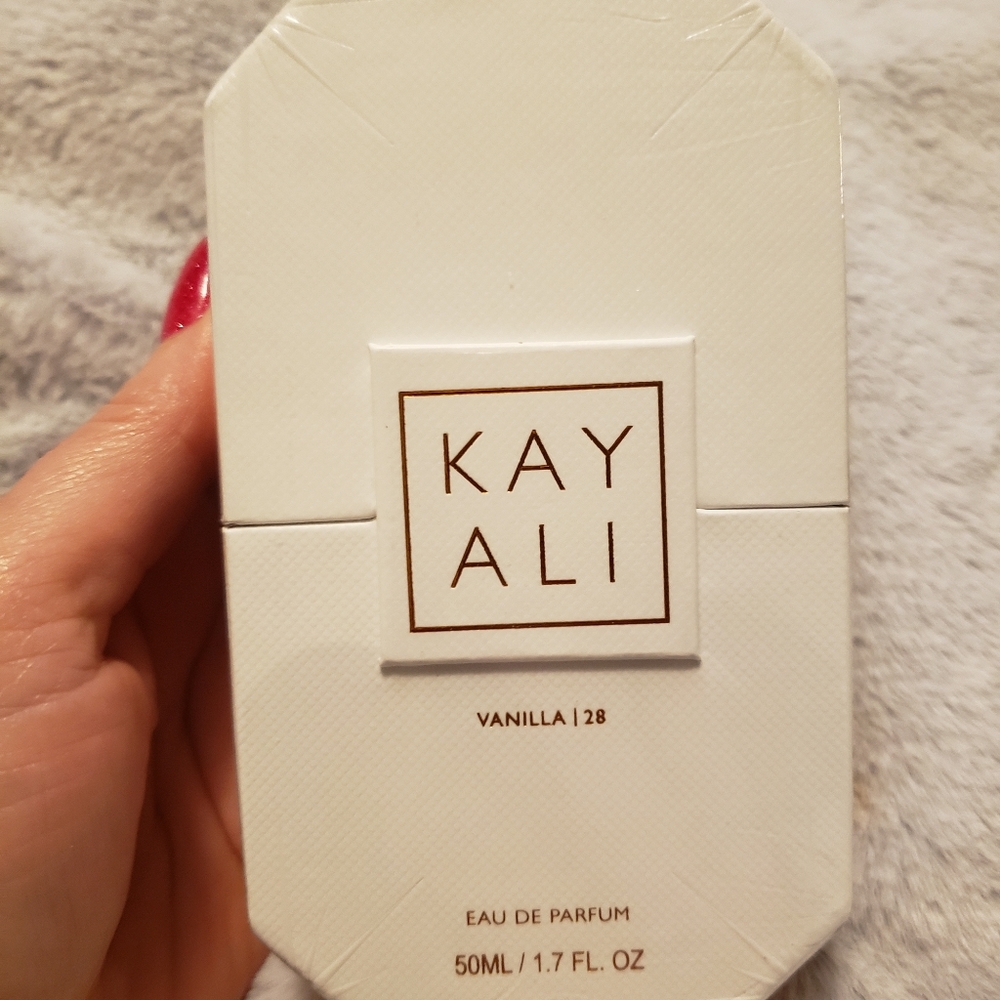 KAY
ALI
VANILLA | 28
EAU DE PARFUM
50ML / 1.7 FL. OZ